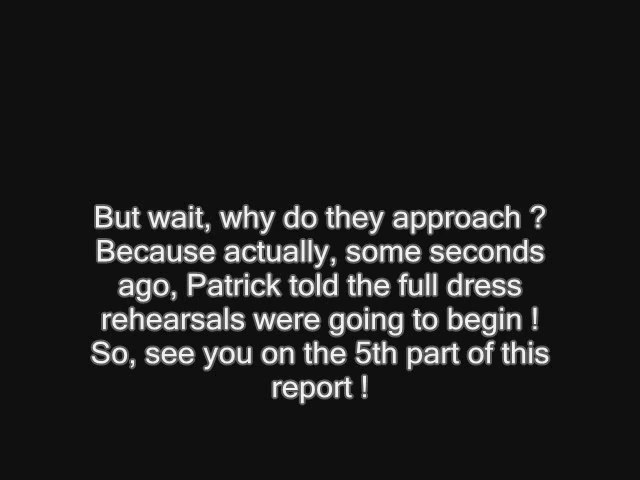 But wait, why do they approach ?
Because actually, some seconds
ago, Patrick told the full dress
rehearsals were going to begin !
So, see you on the 5th part of this
report !